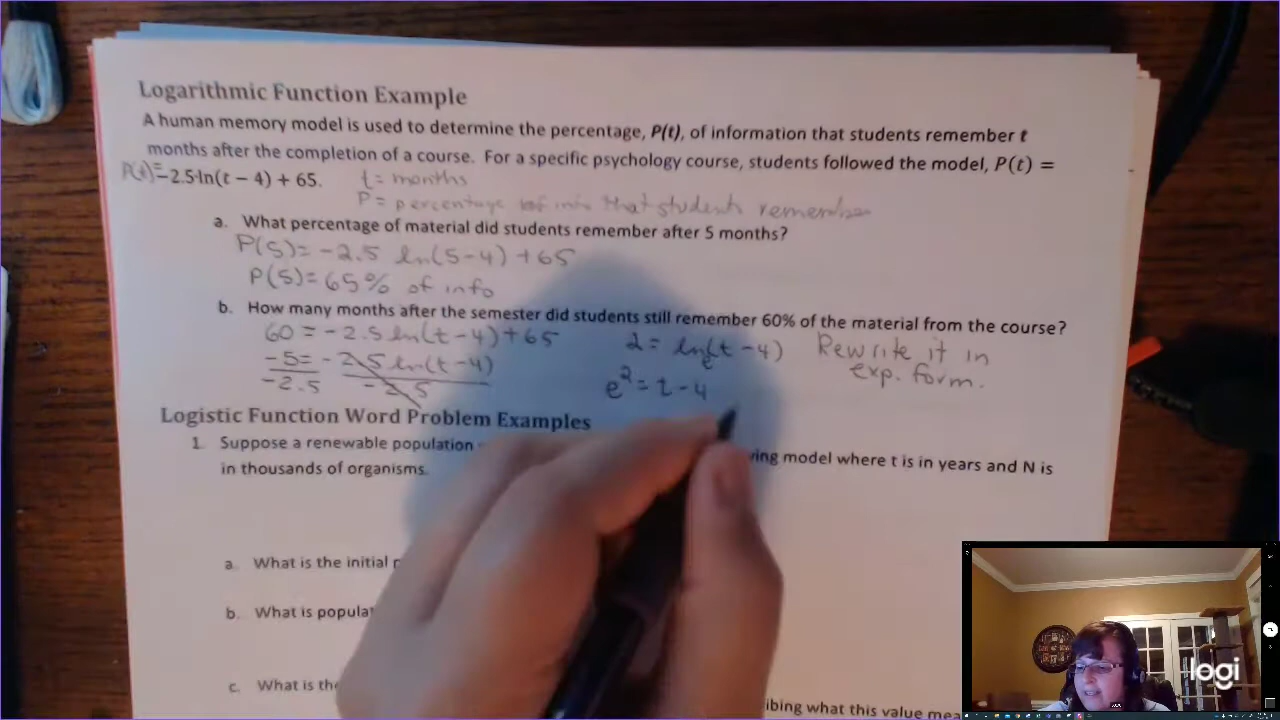 Logarithmic Function Example
A human memory model is used to determine the percentage, P(t), of information that students remember t
months after the completion of a course. For a specific psychology course, students followed the model, P(t) =
P(t)= -2.5·ln(t − 4) + 65.
t = months
P = percentage of info that students remember
a. What percentage of material did students remember after 5 months?
P(5) = -2.5 ln(5-4) + 65
P(5) = 65% of info
b. How many months after the semester did students still remember 60% of the material from the course?
60 = -2.5 ln(t-4) + 65
-5 = -2.5 ln(t-4)
-2.5 -2.5
2 = ln(t-4)
e
e² = t - 4
Rewrite it in
exp. form.
Logistic Function Word Problem Examples
1. Suppose a renewable population model where t is in years and N is
in thousands of organisms.
a. What is the initial
b. What is
c. What is
what this value
logi